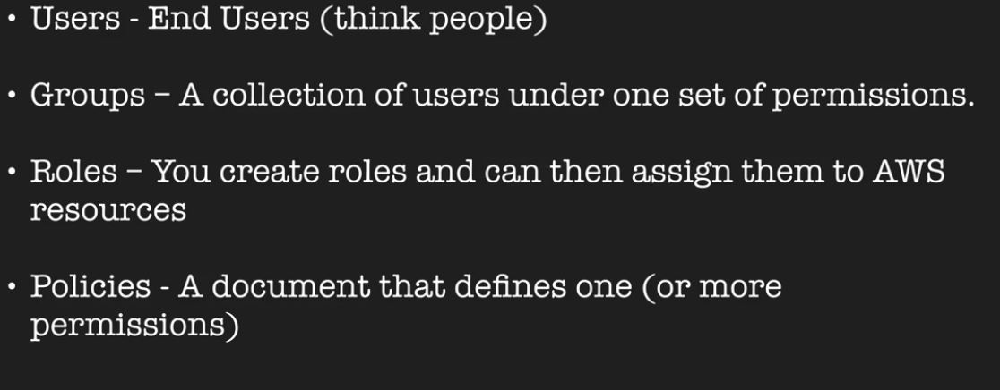 • Users - End Users (think people)
• Groups – A collection of users under one set of permissions.
• Roles – You create roles and can then assign them to AWS
resources
• Policies - A document that defines one (or more
permissions)